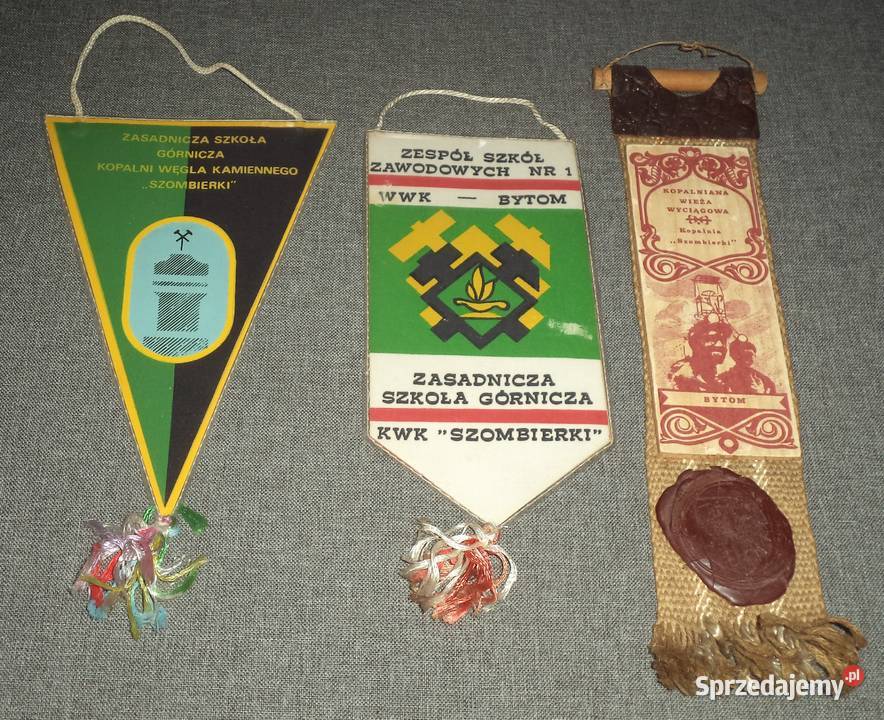 ZASADNICZA SZKOŁA
GÓRNICZA
KOPALNI WĘGLA KAMIENNEGO
„SZOMBIERKI"
ZESPÓŁ SZKÓŁ
ZAWODOWYCH NR 1
WWK — BYTOM
ZASADNICZA
SZKOŁA GÓRNICZA
KWK "SZOMBIERKI"
KOPALNIANA
WIEŻA
WYCIĄGOWA
Kopalnia
„Szombierki"
BYTOM
Sprzedajemy.pl